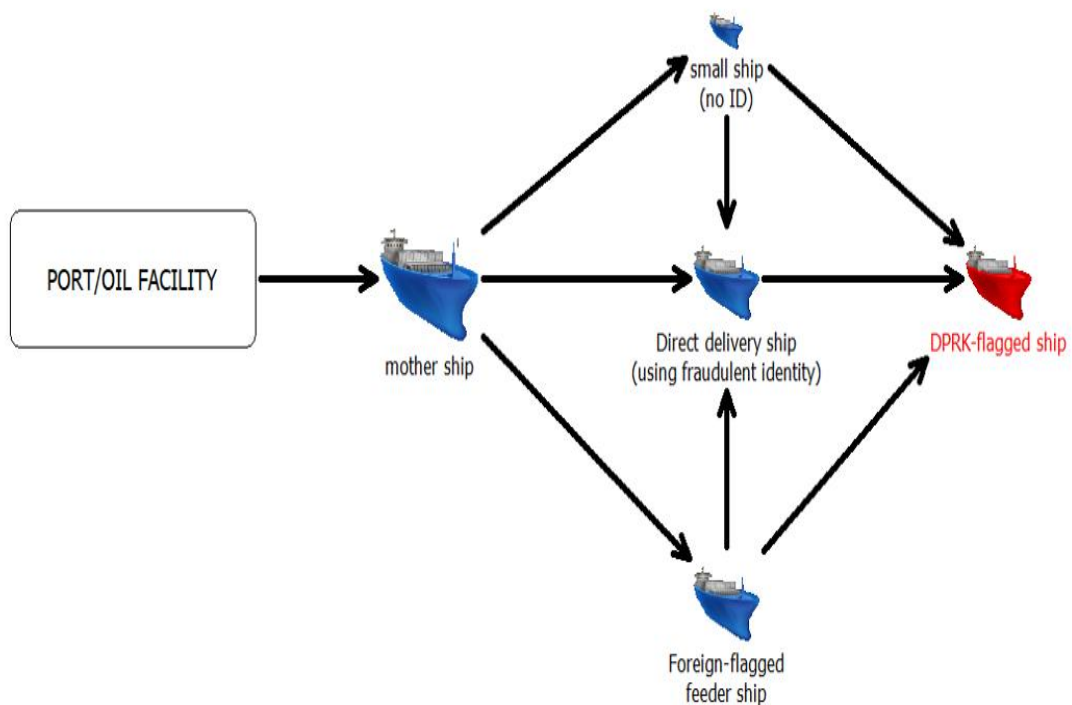 small ship
(no ID)
PORT/OIL FACILITY
mother ship
Direct delivery ship
(using fraudulent identity)
DPRK-flagged ship
Foreign-flagged
feeder ship